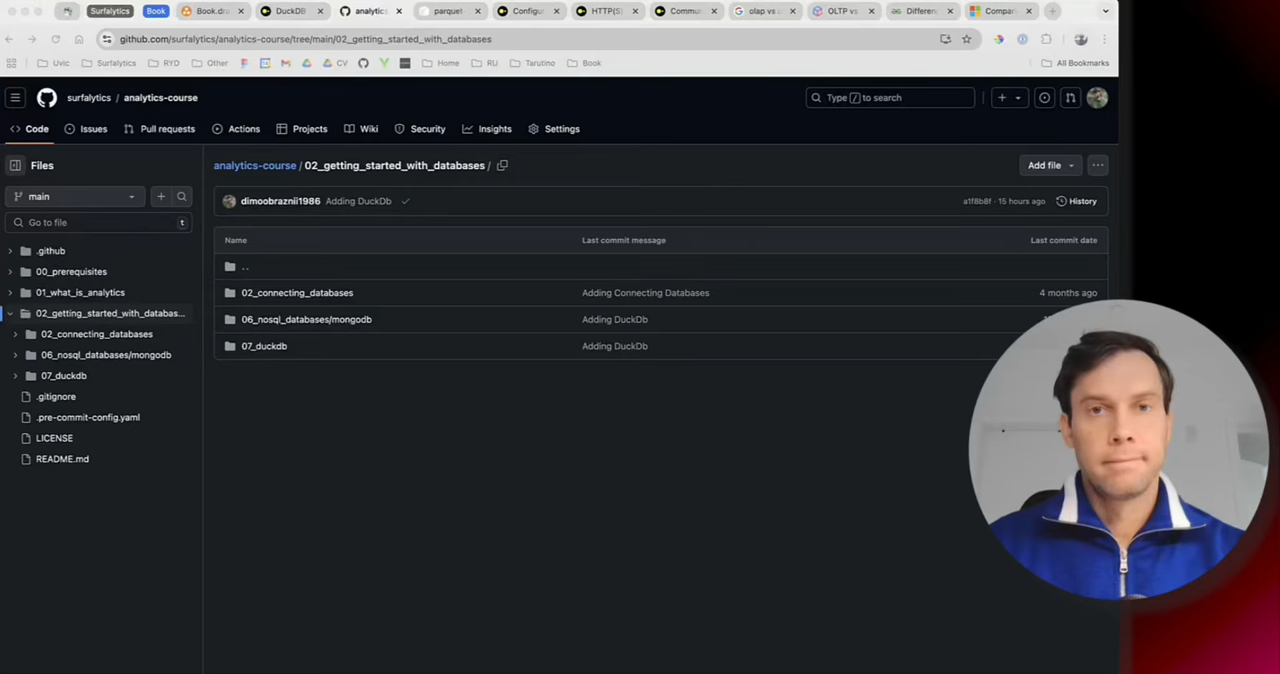 Surfalytics
Book
Book.dra
DuckDB
analytics
parquet
Configur
HTTP(S)
Commun
olap vs a
OLTP vs
Differen
Compar
github.com/surfalytics/analytics-course/tree/main/02_getting_started_with_databases
Uvic
Surfalytics
RYD
Other
CV
Home
RU
Tarutino
Book
All Bookmarks
surfalytics / analytics-course
Type / to search
Code
Issues
Pull requests
Actions
Projects
Wiki
Security
Insights
Settings
Files
main
Go to file
t
.github
00_prerequisites
01_what_is_analytics
02_getting_started_with_databas...
02_connecting_databases
06_nosql_databases/mongodb
07_duckdb
.gitignore
.pre-commit-config.yaml
LICENSE
README.md
analytics-course / 02_getting_started_with_databases /
Add file
dimoobraznii1986 Adding DuckDb
a1f8b8f · 15 hours ago
History
Name Last commit message Last commit date
..
02_connecting_databases Adding Connecting Databases 4 months ago
06_nosql_databases/mongodb Adding DuckDb
07_duckdb Adding DuckDb